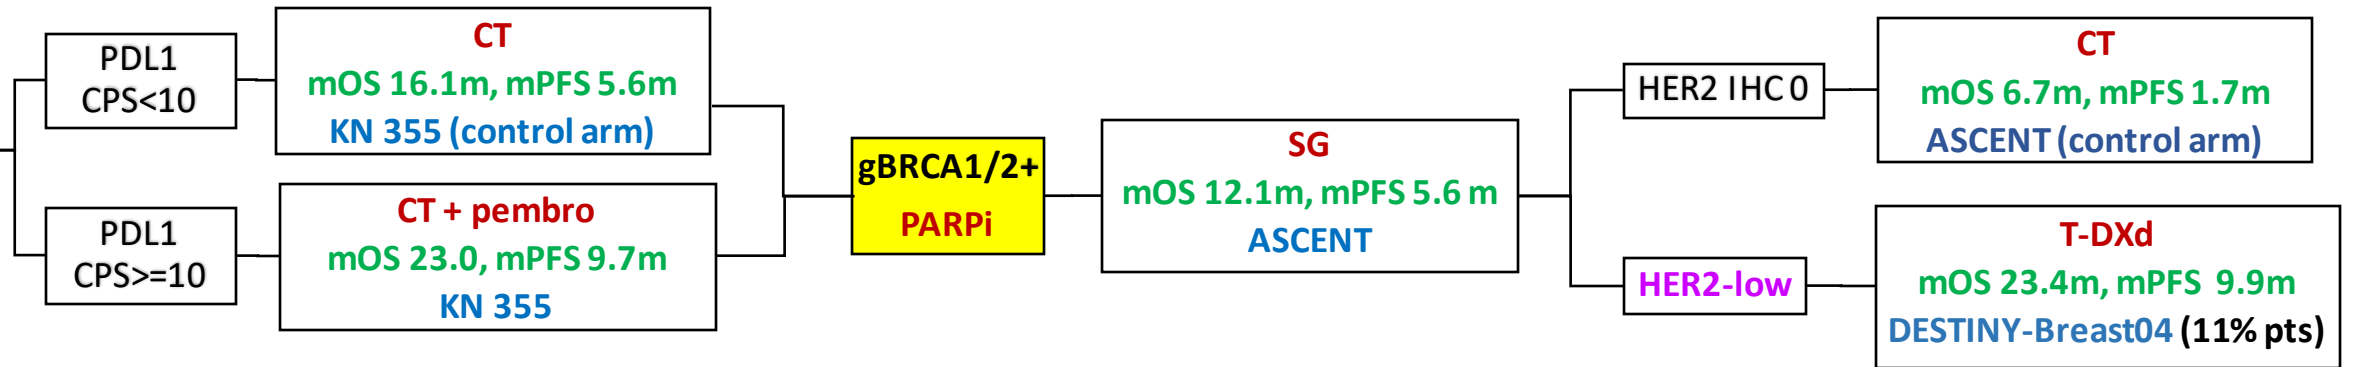 PDL1
CPS<10
CT
mOS 16.1m, mPFS 5.6m
KN 355 (control arm)
PDL1
CPS>=10
CT + pembro
mOS 23.0, mPFS 9.7m
KN 355
gBRCA1/2+
PARPi
SG
mOS 12.1m, mPFS 5.6 m
ASCENT
HER2 IHC 0
CT
mOS 6.7m, mPFS 1.7m
ASCENT (control arm)
HER2-low
T-DXd
mOS 23.4m, mPFS 9.9m
DESTINY-Breast04 (11% pts)